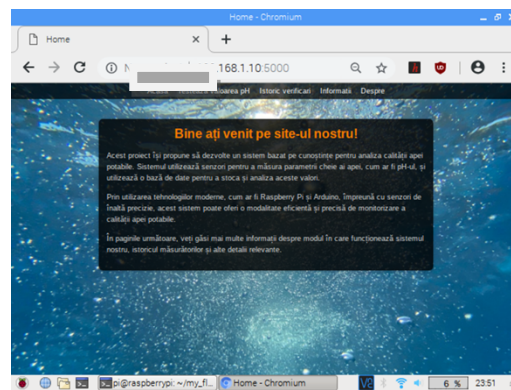 Home - Chromium
Home
.168.1.10:5000
valoarea pH Istoric verificari Informatii Despre
Bine ați venit pe site-ul nostru!
Acest proiect își propune să dezvolte un sistem bazat pe cunoștințe pentru analiza calității apei
potabile. Sistemul utilizează senzori pentru a măsura parametrii cheie ai apei, cum ar fi pH-ul, și
utilizează o bază de date pentru a stoca și analiza aceste valori.
Prin utilizarea tehnologiilor moderne, cum ar fi Raspberry Pi și Arduino, împreună cu senzori de
înaltă precizie, acest sistem poate oferi o modalitate eficientă și precisă de monitorizare a
calității apei potabile.
În paginile următoare, veți găsi mai multe informații despre modul în care funcționează sistemul
nostru, istoricul măsurătorilor și alte detalii relevante.
pi@raspberrypi: ~/my_fl... Home - Chromium 6 % 23:51